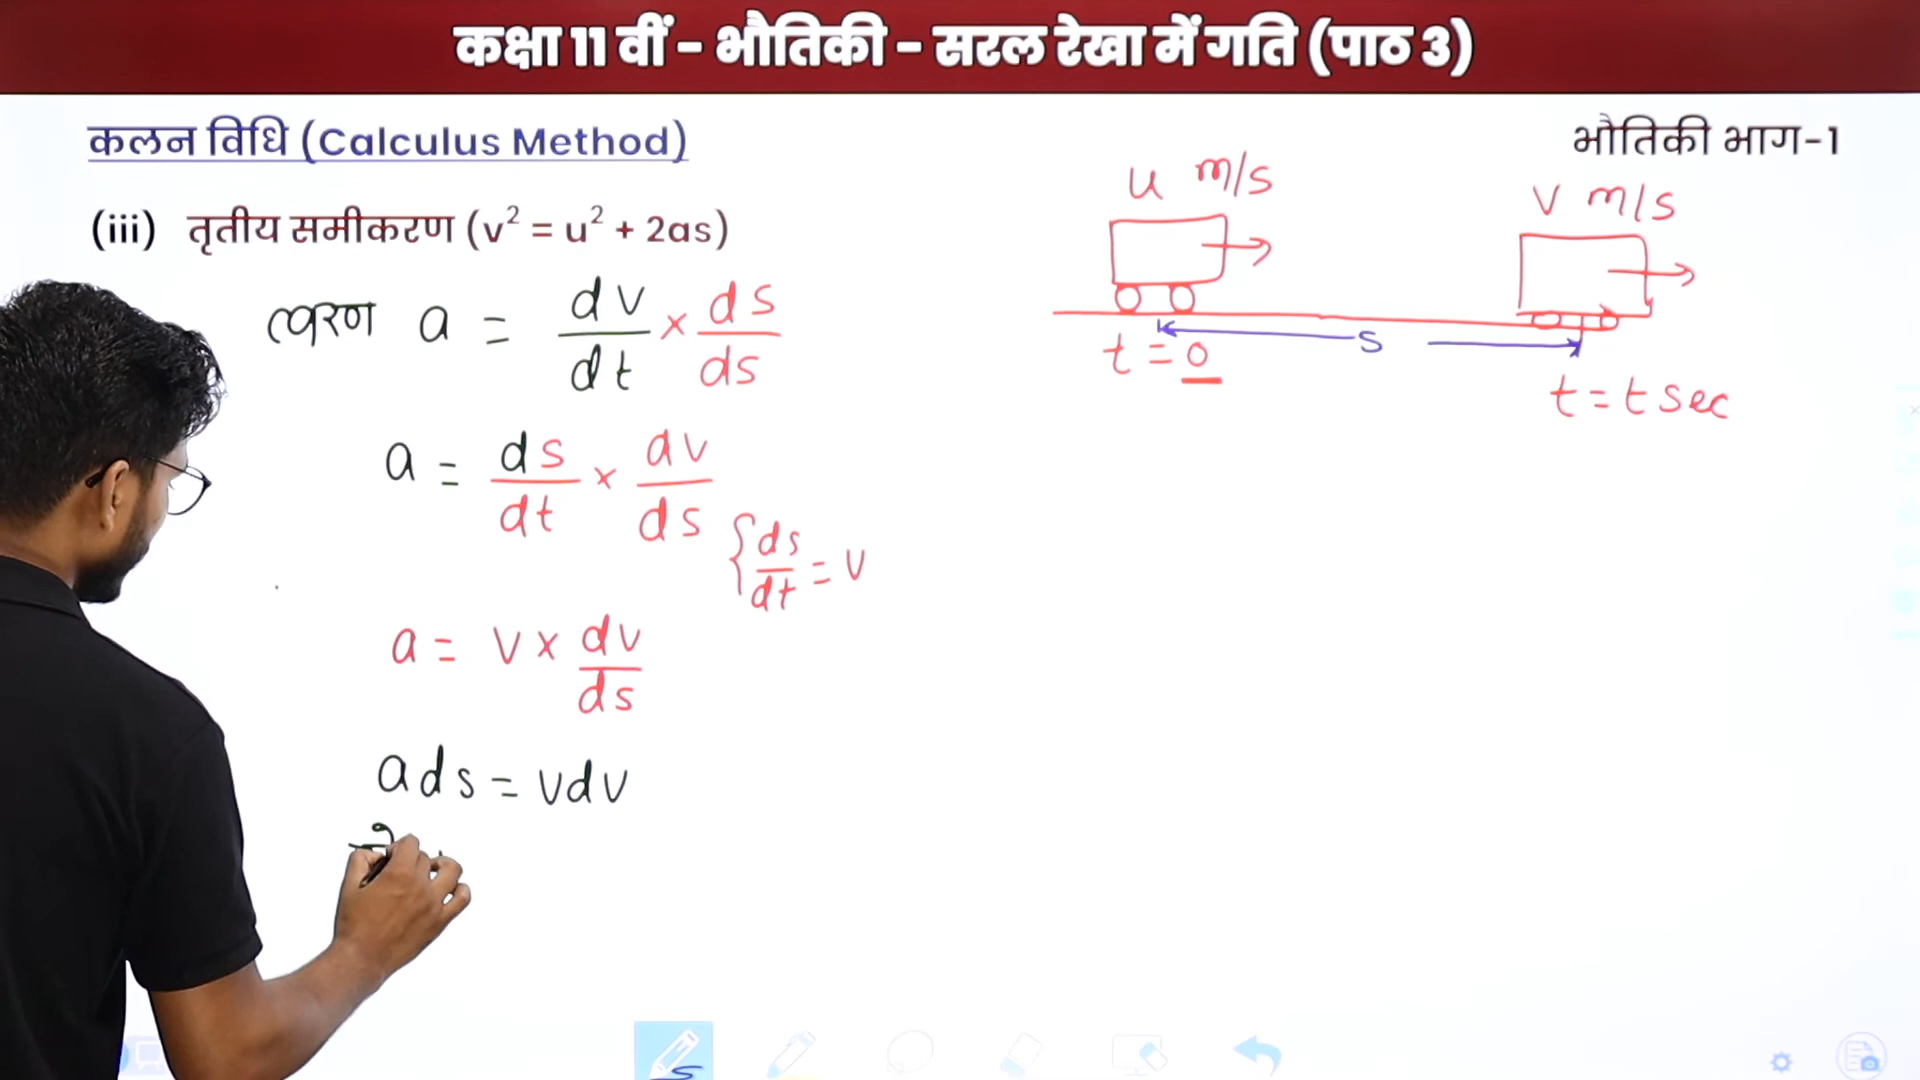 कक्षा 11 वीं - भौतिकी - सरल रेखा में गति (पाठ 3)
कलन विधि (Calculus Method)
भौतिकी भाग-1
(iii) तृतीय समीकरण (v² = u² + 2as)
u m/s
v m/s
त्वरण a = dv/dt × ds/ds
s
t = 0
t = t sec
a = ds/dt × dv/ds
{ds/dt = v
a = v × dv/ds
ads = vdv